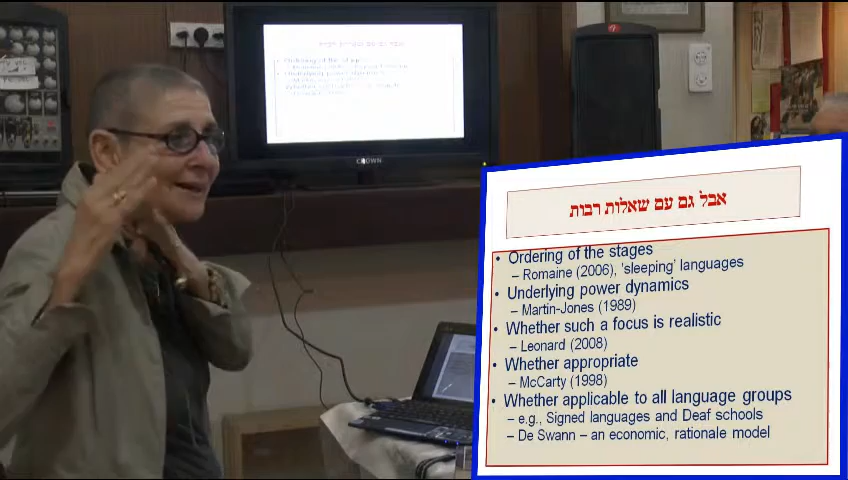 CROWN
אבל גם עם שאלות רבות
• Ordering of the stages
– Romaine (2006), 'sleeping' languages
• Underlying power dynamics
– Martin-Jones (1989)
• Whether such a focus is realistic
– Leonard (2008)
• Whether appropriate
– McCarty (1998)
• Whether applicable to all language groups
– e.g., Signed languages and Deaf schools
– De Swann – an economic, rationale model